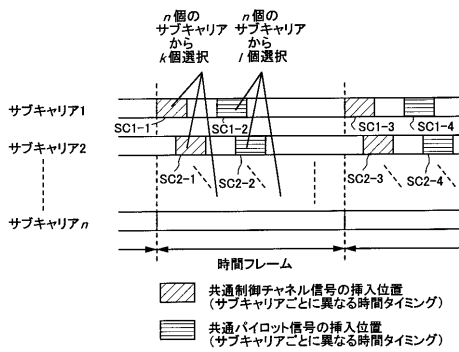 n個の
サブキャリア
から
k個選択
n個の
サブキャリア
から
l個選択
サブキャリア1
SC1-1
SC1-2
SC1-3
SC1-4
サブキャリア2
SC2-1
SC2-2
SC2-3
SC2-4
サブキャリアn
時間フレーム
共通制御チャネル信号の挿入位置
(サブキャリアごとに異なる時間タイミング)
共通パイロット信号の挿入位置
(サブキャリアごとに異なる時間タイミング)